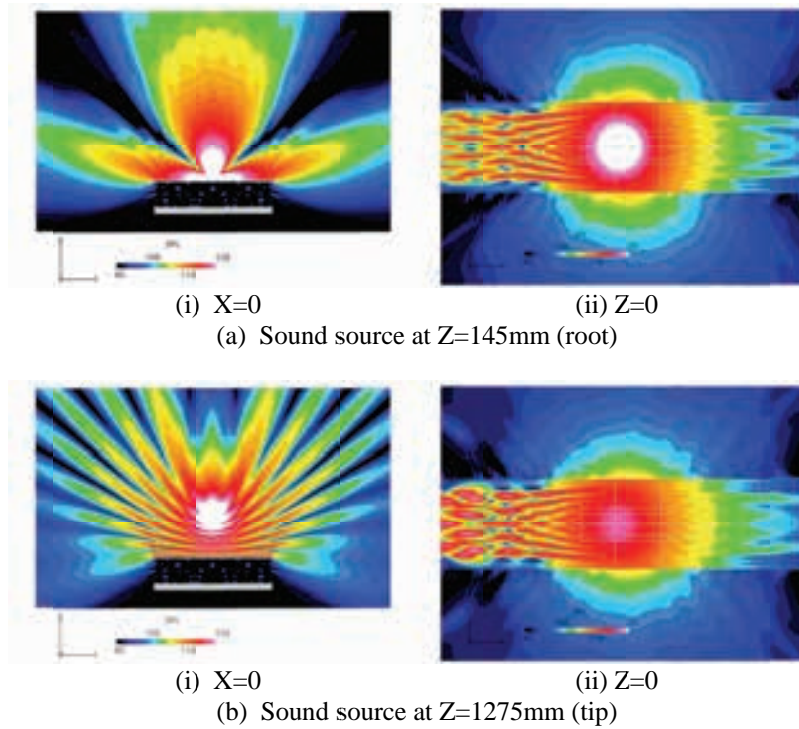 (i) X=0 (ii) Z=0
(a) Sound source at Z=145mm (root)
(i) X=0 (ii) Z=0
(b) Sound source at Z=1275mm (tip)